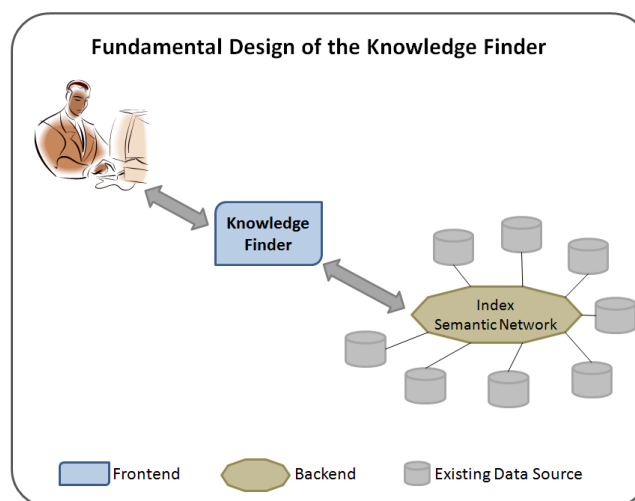 Fundamental Design of the Knowledge Finder
Knowledge
Finder
Index
Semantic Network
Frontend
Backend
Existing Data Source